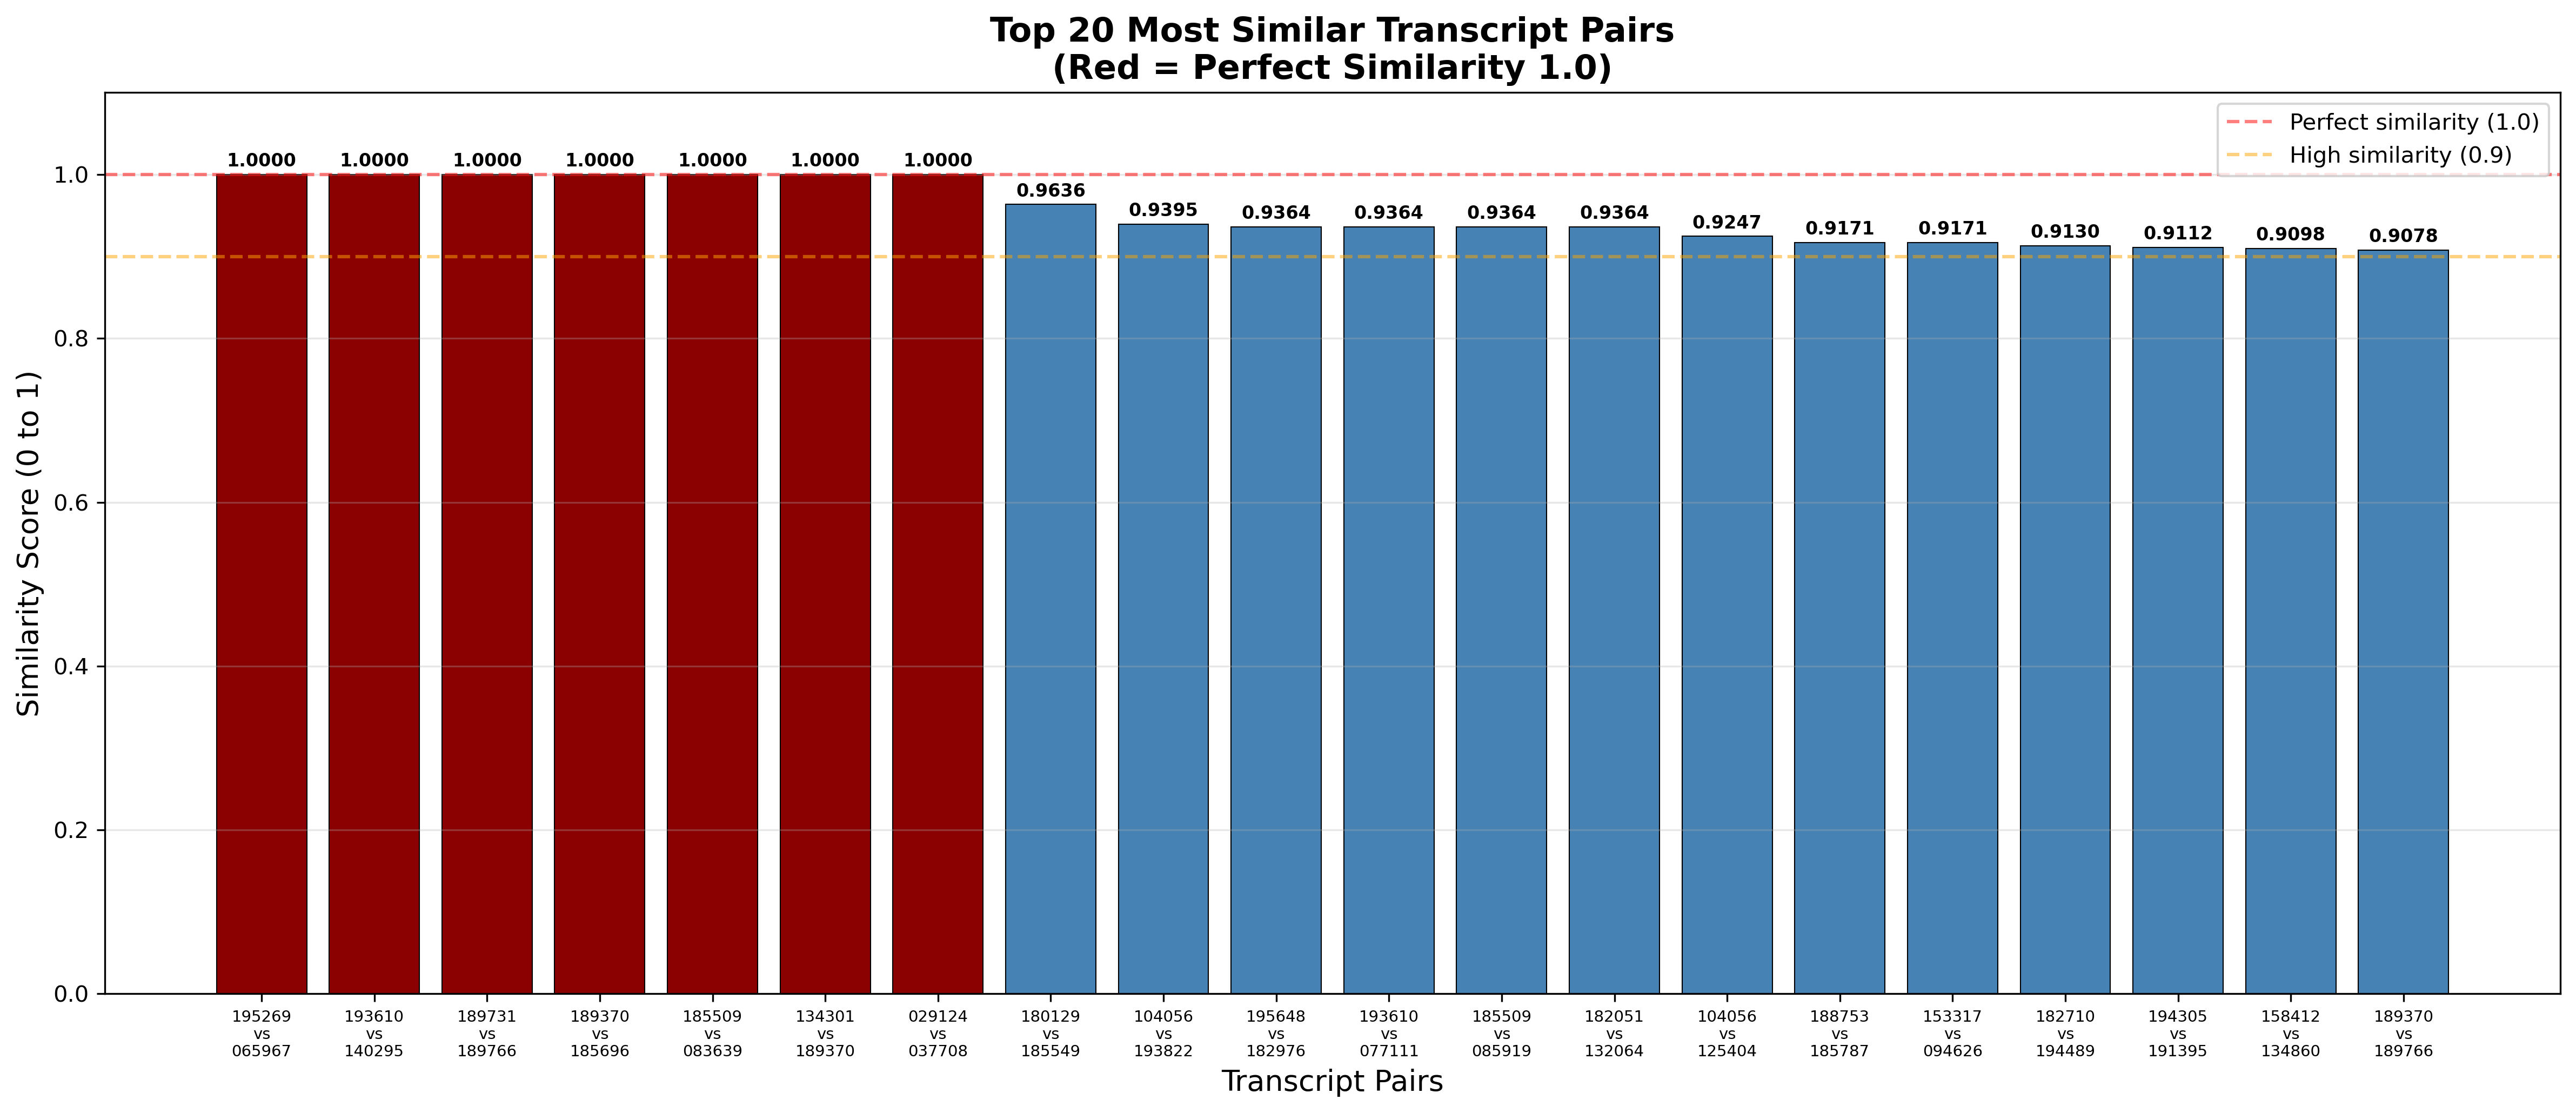 Top 20 Most Similar Transcript Pairs
(Red = Perfect Similarity 1.0)
Perfect similarity (1.0)
High similarity (0.9)
Similarity Score (0 to 1)
1.0
0.8
0.6
0.4
0.2
0.0
1.0000 1.0000 1.0000 1.0000 1.0000 1.0000 1.0000 0.9636 0.9395 0.9364 0.9364 0.9364 0.9364 0.9247 0.9171 0.9171 0.9130 0.9112 0.9098 0.9078
195269 193610 189731 189370 185509 134301 029124 180129 104056 195648 193610 185509 182051 104056 188753 153317 182710 194305 158412 189370
vs vs vs vs vs vs vs vs vs vs vs vs vs vs vs vs vs vs vs vs
065967 140295 189766 185696 083639 189370 037708 185549 193822 182976 077111 085919 132064 125404 185787 094626 194489 191395 134860 189766
Transcript Pairs